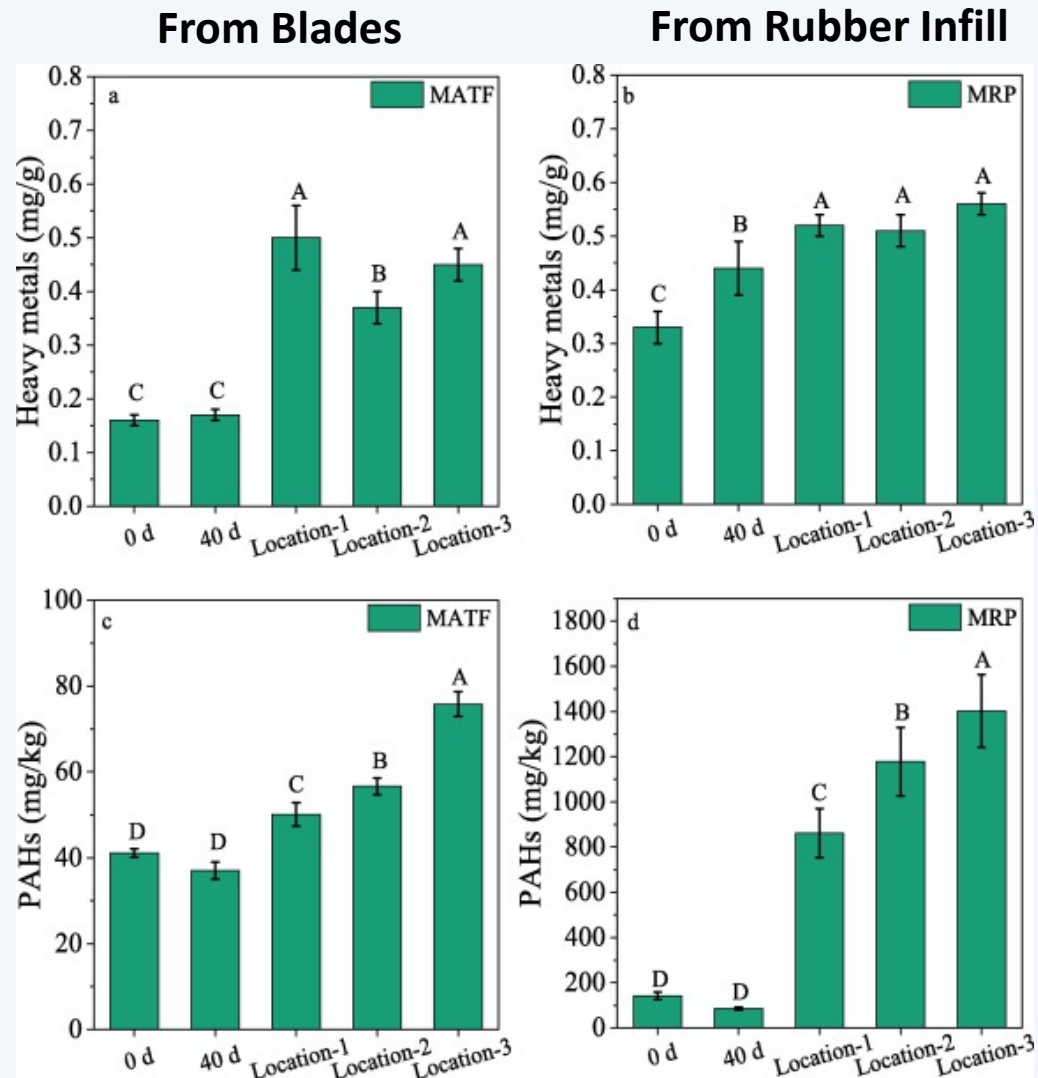 From Blades
From Rubber Infill
a
MATF
Heavy metals (mg/g)
0.8
0.7
0.6
0.5
0.4
0.3
0.2
0.1
0.0
C
C
A
B
A
0 d
40 d
Location-1
Location-2
Location-3
b
MRP
Heavy metals (mg/g)
0.8
0.7
0.6
0.5
0.4
0.3
0.2
0.1
0.0
C
B
A
A
A
0 d
40 d
Location-1
Location-2
Location-3
c
MATF
PAHs (mg/kg)
100
80
60
40
20
0
D
D
C
B
A
0 d
40 d
Location-1
Location-2
Location-3
d
MRP
PAHs (mg/kg)
1800
1600
1400
1200
1000
800
600
400
200
0
D
D
C
B
A
0 d
40 d
Location-1
Location-2
Location-3